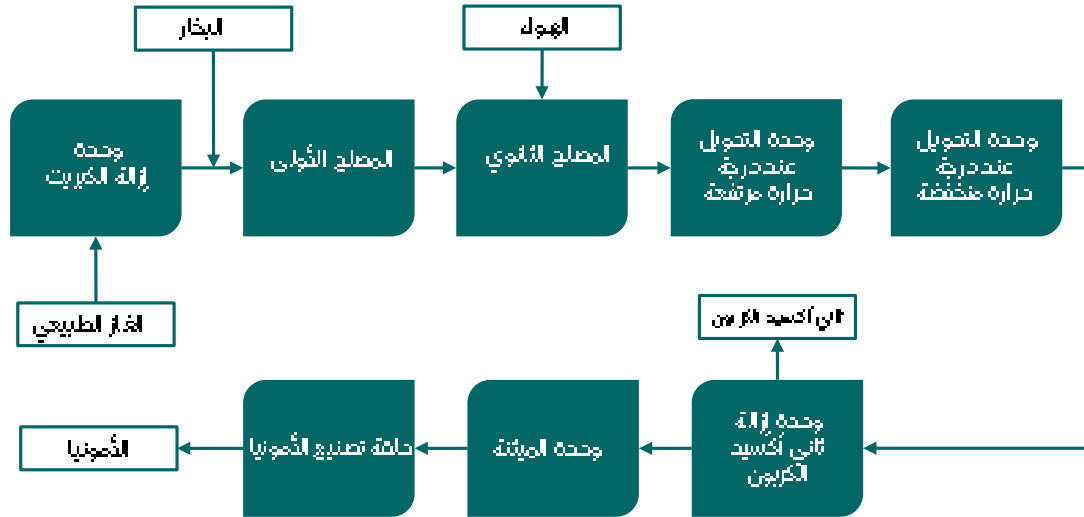 البخار
الهواء
وحدة
إزالة الكبريت
المصلح الأولى
المصلح الثانوي
وحدة التحويل
عند درجة
حرارة مرتفعة
وحدة التحويل
عند درجة
حرارة منخفضة
الغاز الطبيعي
ثاني أكسيد الكربون
وحدة إزالة
ثاني أكسيد
الكربون
وحدة الميثنة
حلقة تصنيع الأمونيا
الأمونيا